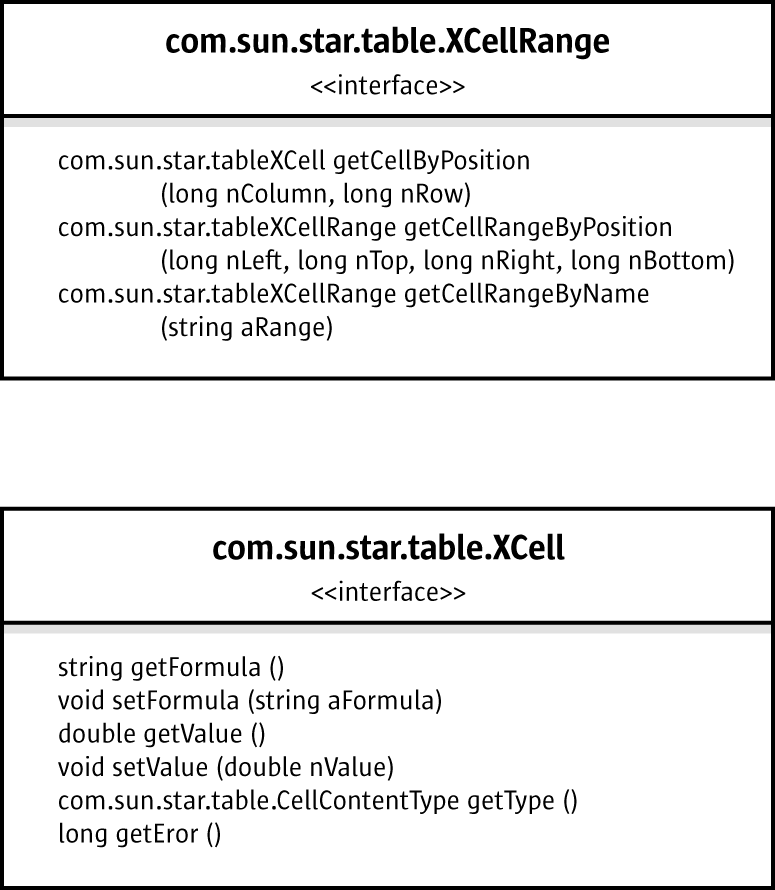 com.sun.star.table.XCellRange
<<interface>>
com.sun.star.tableXCell getCellByPosition
(long nColumn, long nRow)
com.sun.star.tableXCellRange getCellRangeByPosition
(long nLeft, long nTop, long nRight, long nBottom)
com.sun.star.tableXCellRange getCellRangeByName
(string aRange)
com.sun.star.table.XCell
<<interface>>
string getFormula ()
void setFormula (string aFormula)
double getValue ()
void setValue (double nValue)
com.sun.star.table.CellContentType getType ()
long getEror ()